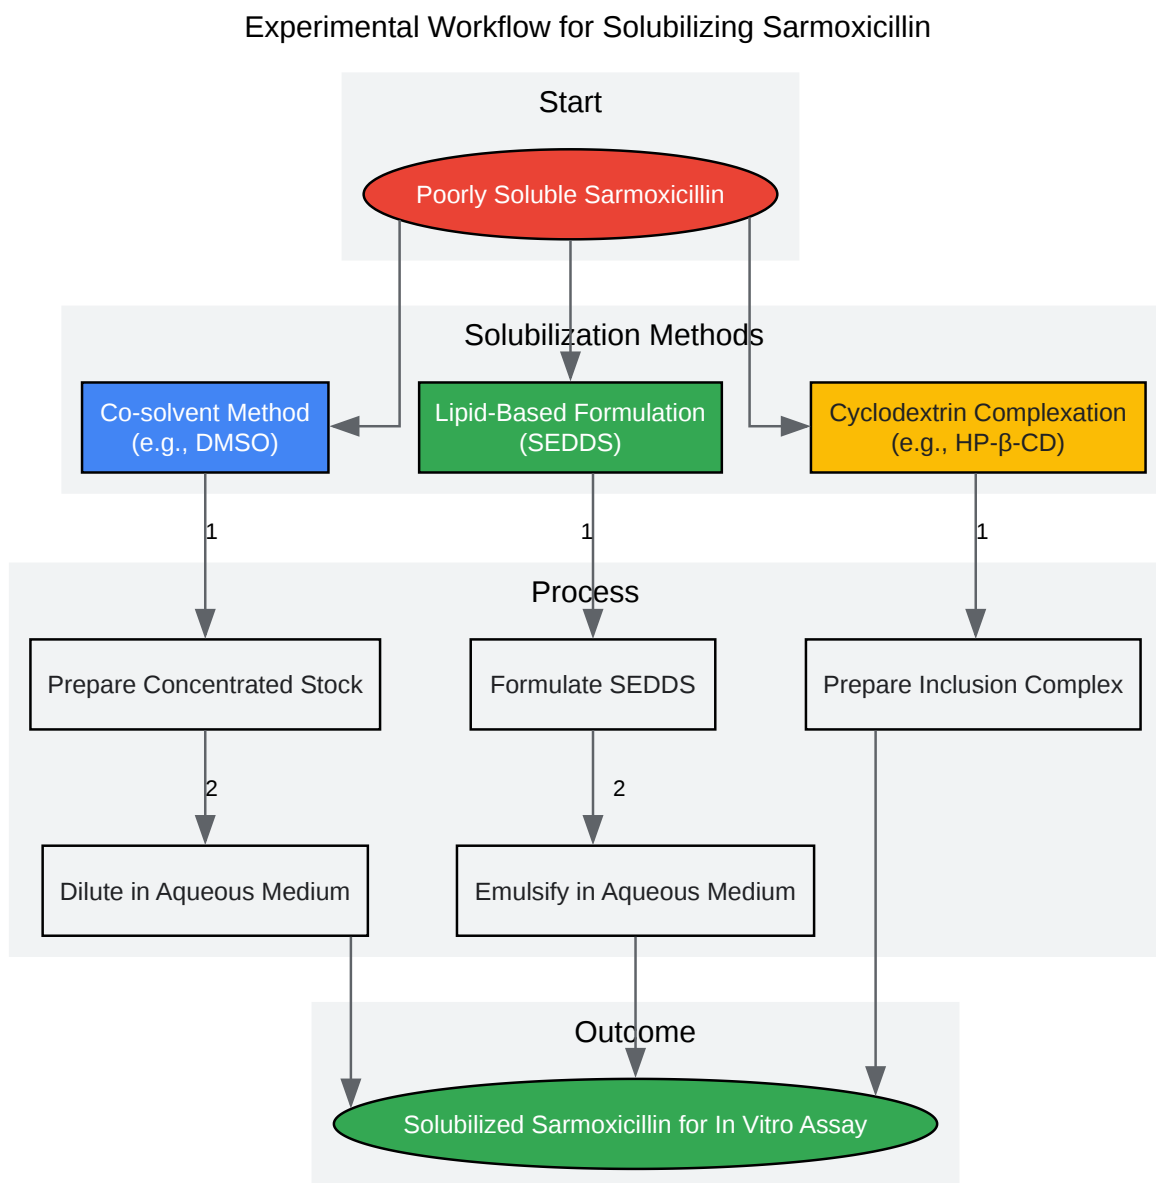 Experimental Workflow for Solubilizing Sarmoxicillin
Start
Poorly Soluble Sarmoxicillin
Solubilization Methods
Co-solvent Method
(e.g., DMSO)
Lipid-Based Formulation
(SEDDS)
Cyclodextrin Complexation
(e.g., HP-β-CD)
1
1
1
Process
Prepare Concentrated Stock
Formulate SEDDS
Prepare Inclusion Complex
2
2
Dilute in Aqueous Medium
Emulsify in Aqueous Medium
Outcome
Solubilized Sarmoxicillin for In Vitro Assay